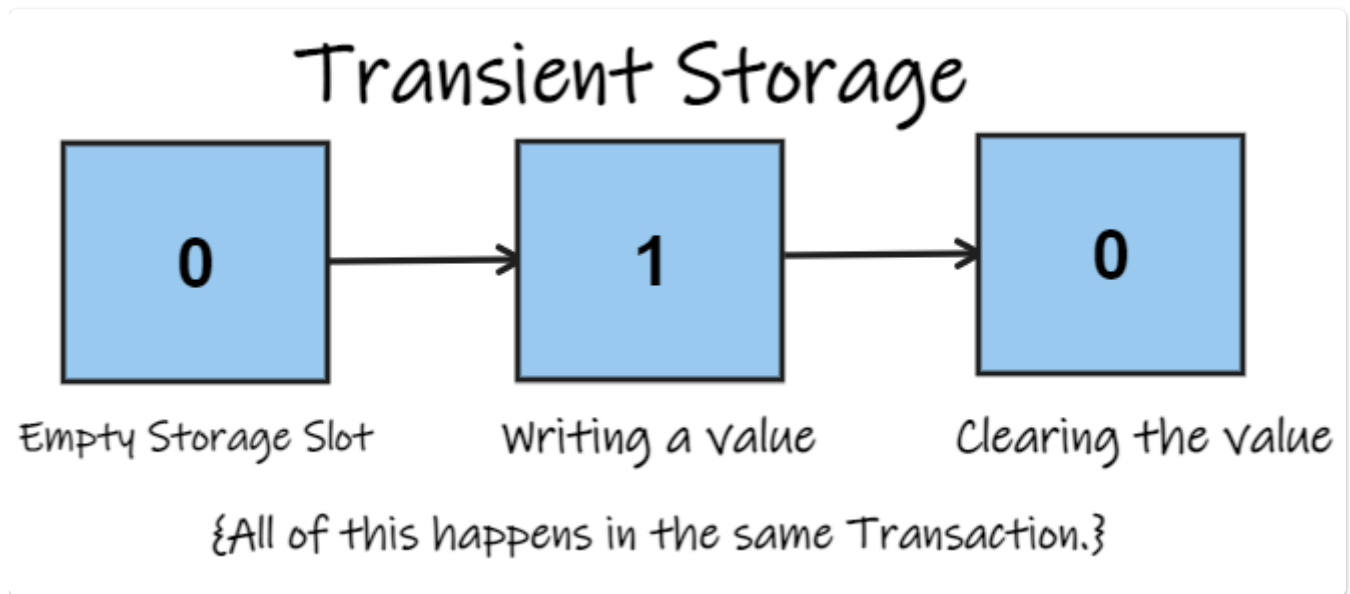 Transient Storage
0
1
0
Empty Storage Slot
Writing a value
Clearing the value
{All of this happens in the same Transaction.}